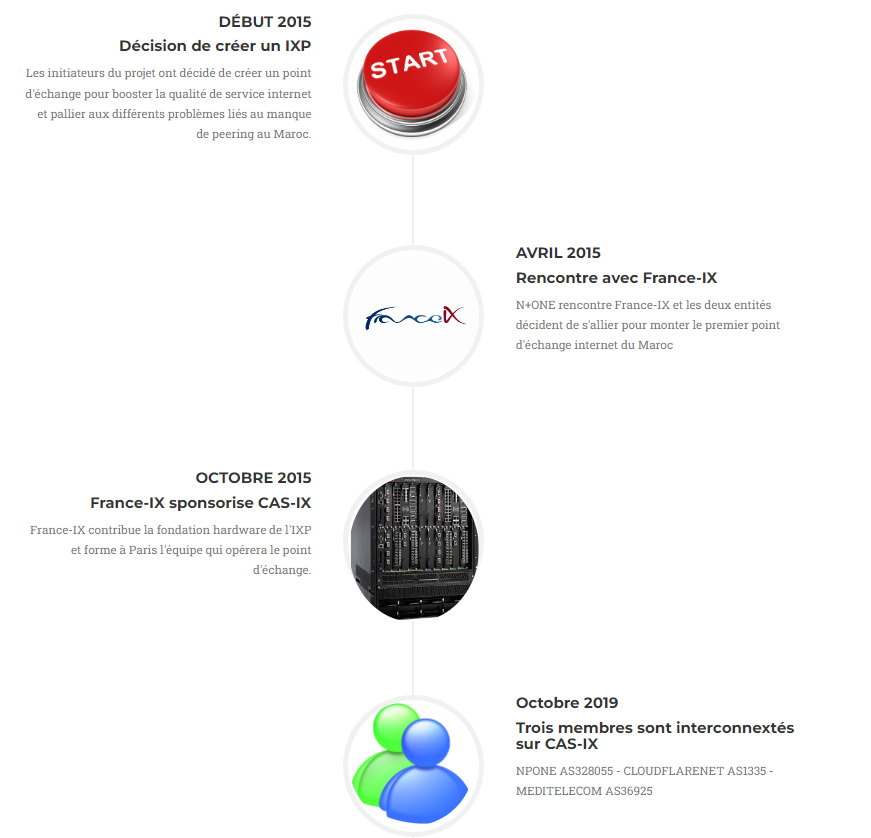 DÉBUT 2015
Décision de créer un IXP
Les initiateurs du projet ont décidé de créer un point
d'échange pour booster la qualité de service internet
et pallier aux différents problèmes liés au manque
de peering au Maroc.
START
AVRIL 2015
Rencontre avec France-IX
N+ONE rencontre France-IX et les deux entités
décident de s'allier pour monter le premier point
d'échange internet du Maroc
FranceIX
OCTOBRE 2015
France-IX sponsorise CAS-IX
France-IX contribue la fondation hardware de l'IXP
et forme à Paris l'équipe qui opérera le point
d'échange.
Octobre 2019
Trois membres sont interconnextés
sur CAS-IX
NPONE AS328055 - CLOUDFLARENET AS1335 -
MEDITELECOM AS36925